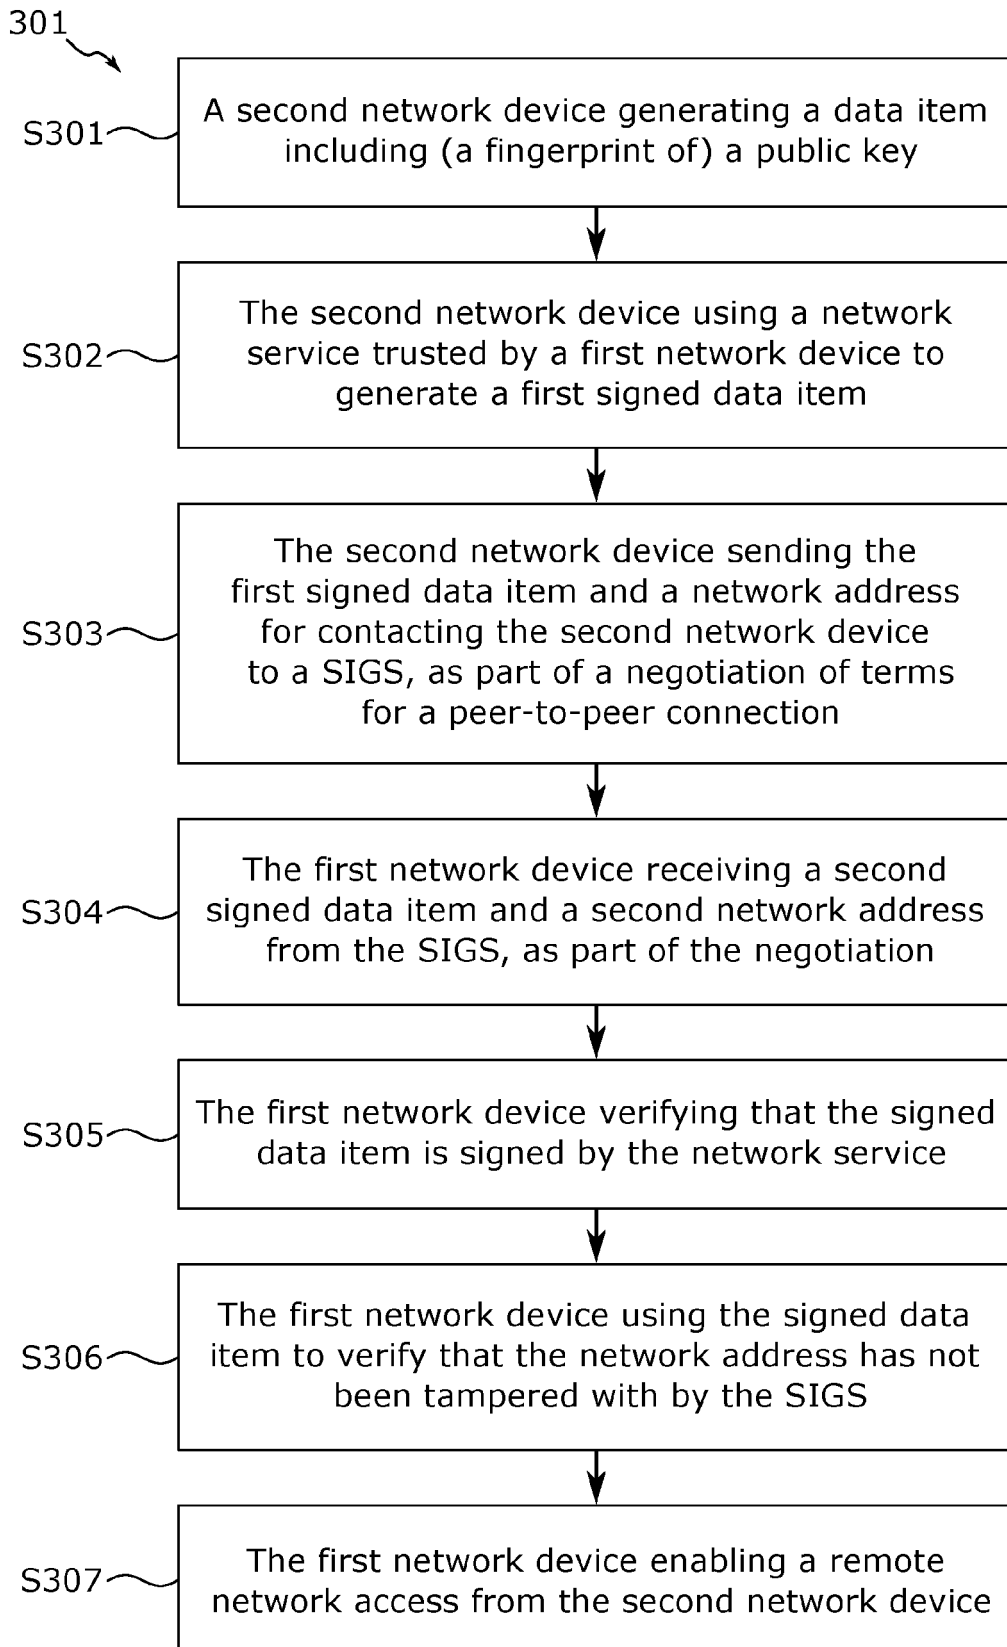 301
S301
A second network device generating a data item
including (a fingerprint of) a public key
S302
The second network device using a network
service trusted by a first network device to
generate a first signed data item
S303
The second network device sending the
first signed data item and a network address
for contacting the second network device
to a SIGS, as part of a negotiation of terms
for a peer-to-peer connection
S304
The first network device receiving a second
signed data item and a second network address
from the SIGS, as part of the negotiation
S305
The first network device verifying that the signed
data item is signed by the network service
S306
The first network device using the signed data
item to verify that the network address has not
been tampered with by the SIGS
S307
The first network device enabling a remote
network access from the second network device